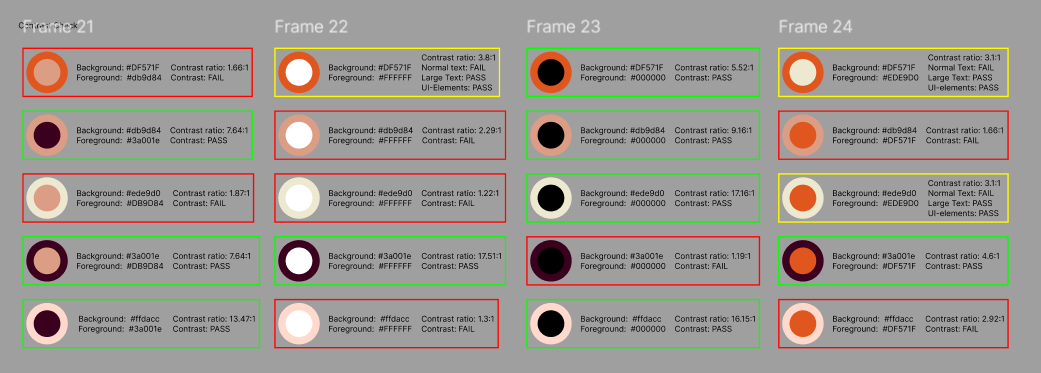 Contrast Check
Frame 21
Background: #DF571F Contrast ratio: 1.66:1
Foreground: #db9d84 Contrast: FAIL
Background: #db9d84 Contrast ratio: 7.64:1
Foreground: #3a001e Contrast: PASS
Background: #ede9d0 Contrast ratio: 1.87:1
Foreground: #DB9D84 Contrast: FAIL
Background: #3a001e Contrast ratio: 7.64:1
Foreground: #DB9D84 Contrast: PASS
Background: #ffdacc Contrast ratio: 13.47:1
Foreground: #3a001e Contrast: PASS
Frame 22
Contrast ratio: 3.8:1
Background: #DF571F Normal text: FAIL
Foreground: #FFFFFF Large Text: PASS
UI-Elements: PASS
Background: #db9d84 Contrast ratio: 2.29:1
Foreground: #FFFFFF Contrast: FAIL
Background: #ede9d0 Contrast ratio: 1.22:1
Foreground: #FFFFFF Contrast: FAIL
Background: #3a001e Contrast ratio: 17.51:1
Foreground: #FFFFFF Contrast: PASS
Background: #ffdacc Contrast ratio: 1.3:1
Foreground: #FFFFFF Contrast: FAIL
Frame 23
Background: #DF571F Contrast ratio: 5.52:1
Foreground: #000000 Contrast: PASS
Background: #db9d84 Contrast ratio: 9.16:1
Foreground: #000000 Contrast: PASS
Background: #ede9d0 Contrast ratio: 17.16:1
Foreground: #000000 Contrast: PASS
Background: #3a001e Contrast ratio: 1.19:1
Foreground: #000000 Contrast: FAIL
Background: #ffdacc Contrast ratio: 16.15:1
Foreground: #000000 Contrast: PASS
Frame 24
Contrast ratio: 3.1:1
Background: #DF571F Normal Text: FAIL
Foreground: #EDE9D0 Large Text: PASS
UI-elements: PASS
Background: #db9d84 Contrast ratio: 1.66:1
Foreground: #DF571F Contrast: FAIL
Contrast ratio: 3.1:1
Background: #ede9d0 Normal Text: FAIL
Foreground: #EDE9D0 Large Text: PASS
UI-elements: PASS
Background: #3a001e Contrast ratio: 4.6:1
Foreground: #DF571F Contrast: PASS
Background: #ffdacc Contrast ratio: 2.92:1
Foreground: #DF571F Contrast: FAIL